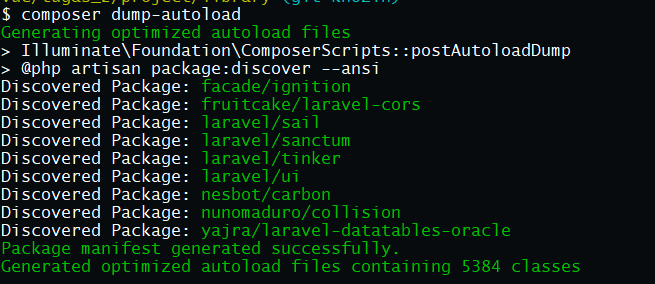 $ composer dump-autoload
Generating optimized autoload files
> Illuminate\Foundation\ComposerScripts::postAutoloadDump
> @php artisan package:discover --ansi
Discovered Package: facade/ignition
Discovered Package: fruitcake/laravel-cors
Discovered Package: laravel/sail
Discovered Package: laravel/sanctum
Discovered Package: laravel/tinker
Discovered Package: laravel/ui
Discovered Package: nesbot/carbon
Discovered Package: nunomaduro/collision
Discovered Package: yajra/laravel-datatables-oracle
Package manifest generated successfully.
Generated optimized autoload files containing 5384 classes